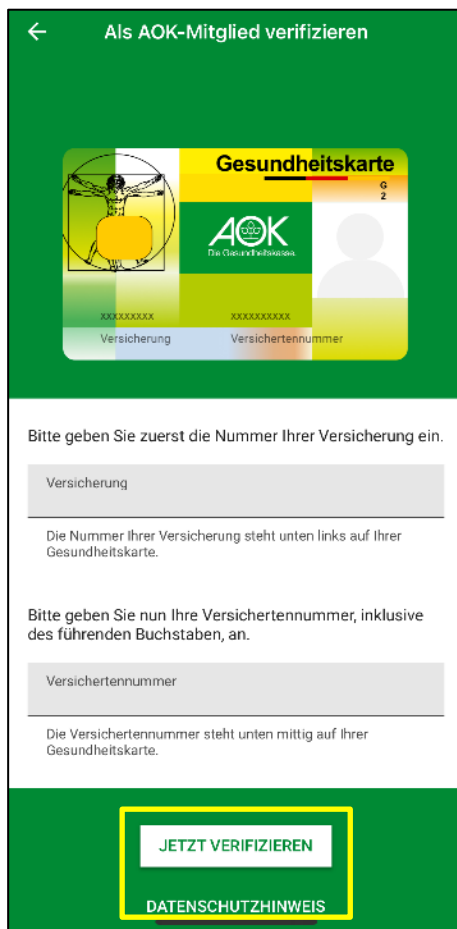 Als AOK-Mitglied verifizieren
Gesundheitskarte
G
2
AOK
Die Gesundheitskasse.
xxxxxxxxx xxxxxxxxxx
Versicherung Versichertennummer
Bitte geben Sie zuerst die Nummer Ihrer Versicherung ein.
Versicherung
Die Nummer Ihrer Versicherung steht unten links auf Ihrer
Gesundheitskarte.
Bitte geben Sie nun Ihre Versichertennummer, inklusive
des führenden Buchstaben, an.
Versichertennummer
Die Versichertennummer steht unten mittig auf Ihrer
Gesundheitskarte.
JETZT VERIFIZIEREN
DATENSCHUTZHINWEIS